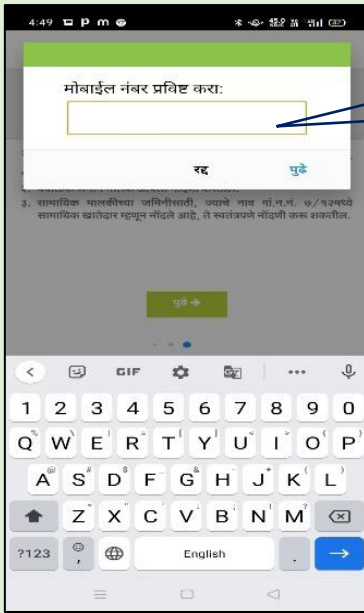 4:49
मोबाईल नंबर प्रविष्ट करा:
रद्द
पुढे
३. सामायिक मालकीच्या जमिनीसाठी, ज्याचे नाव गा.न.नं. ७/१२मध्ये
सामायिक खातेदार म्हणून नोंदले आहे, ते स्वतंत्रपणे नोंदणी करू शकतील.
पुढे →
GIF
1 2 3 4 5 6 7 8 9 0
Q W E R T Y U I O P
A S D F G H J K L
Z X C V B N M
?123 , English .